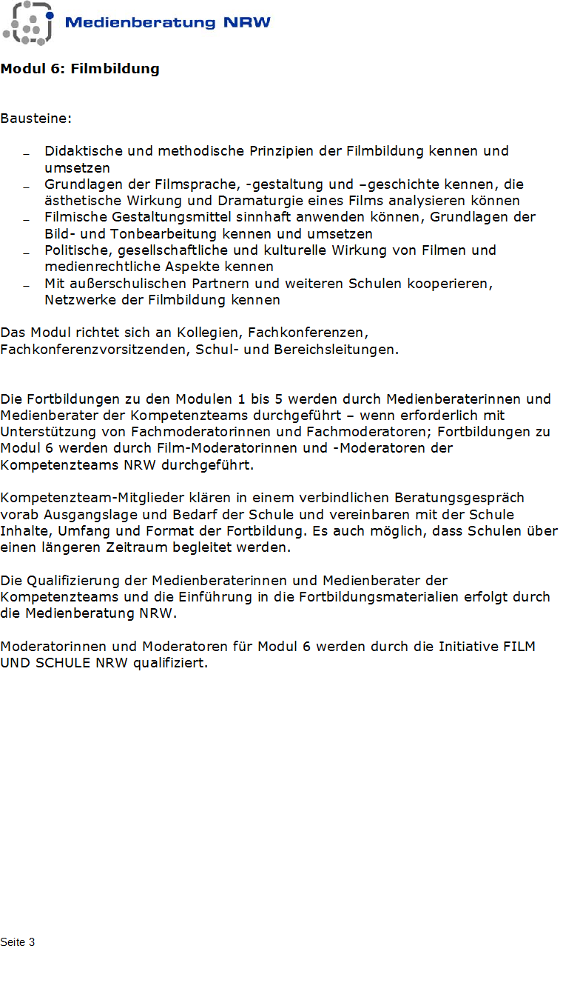 Medienberatung NRW
Modul 6: Filmbildung
Bausteine:
– Didaktische und methodische Prinzipien der Filmbildung kennen und
umsetzen
– Grundlagen der Filmsprache, -gestaltung und –geschichte kennen, die
ästhetische Wirkung und Dramaturgie eines Films analysieren können
– Filmische Gestaltungsmittel sinnhaft anwenden können, Grundlagen der
Bild- und Tonbearbeitung kennen und umsetzen
– Politische, gesellschaftliche und kulturelle Wirkung von Filmen und
medienrechtliche Aspekte kennen
– Mit außerschulischen Partnern und weiteren Schulen kooperieren,
Netzwerke der Filmbildung kennen
Das Modul richtet sich an Kollegien, Fachkonferenzen,
Fachkonferenzvorsitzenden, Schul- und Bereichsleitungen.
Die Fortbildungen zu den Modulen 1 bis 5 werden durch Medienberaterinnen und
Medienberater der Kompetenzteams durchgeführt – wenn erforderlich mit
Unterstützung von Fachmoderatorinnen und Fachmoderatoren; Fortbildungen zu
Modul 6 werden durch Film-Moderatorinnen und -Moderatoren der
Kompetenzteams NRW durchgeführt.
Kompetenzteam-Mitglieder klären in einem verbindlichen Beratungsgespräch
vorab Ausgangslage und Bedarf der Schule und vereinbaren mit der Schule
Inhalte, Umfang und Format der Fortbildung. Es auch möglich, dass Schulen über
einen längeren Zeitraum begleitet werden.
Die Qualifizierung der Medienberaterinnen und Medienberater der
Kompetenzteams und die Einführung in die Fortbildungsmaterialien erfolgt durch
die Medienberatung NRW.
Moderatorinnen und Moderatoren für Modul 6 werden durch die Initiative FILM
UND SCHULE NRW qualifiziert.
Seite 3